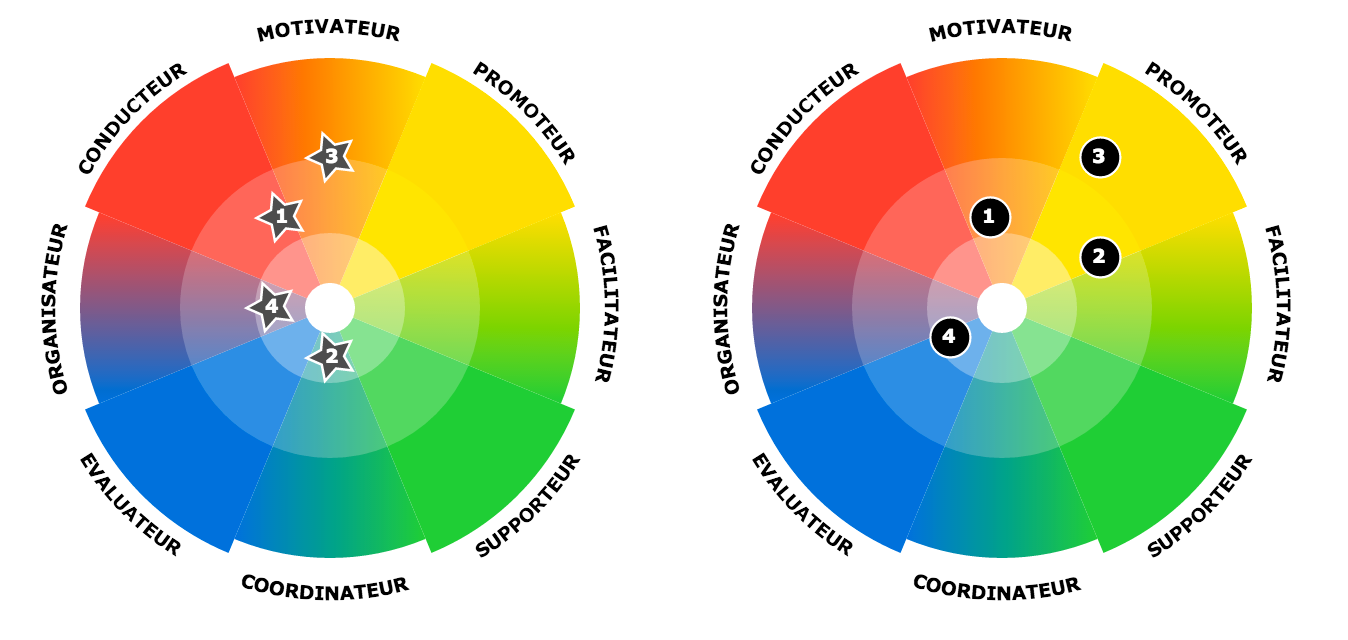 MOTIVATEUR
PROMOTEUR
FACILITATEUR
SUPPORTEUR
COORDINATEUR
EVALUATEUR
ORGANISATEUR
CONDUCTEUR
3
1
4
2
MOTIVATEUR
PROMOTEUR
FACILITATEUR
SUPPORTEUR
COORDINATEUR
EVALUATEUR
ORGANISATEUR
CONDUCTEUR
3
1
2
4